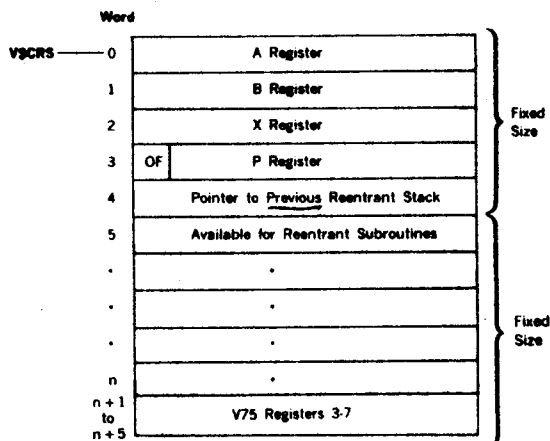 Word
V$CRS 0 A Register
1 B Register
2 X Register
3 OF P Register
4 Pointer to Previous Reentrant Stack
Fixed
Size
5 Available for Reentrant Subroutines
.
.
.
n
n + 1
to
n + 5
V75 Registers 3-7
Fixed
Size